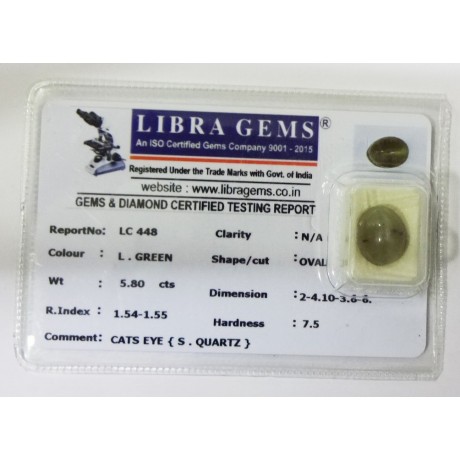 LIBRA GEMS®
An ISO Certified Gems Company 9001 - 2015
Registered Under the Trade Marks with Govt. of India
website : www.libragems.co.in
GEMS & DIAMOND CERTIFIED TESTING REPORT
ReportNo: LC 448 Clarity : N/A
Colour : L . GREEN Shape/cut : OVAL
Wt : 5.80 cts Dimension :
R.Index : 1.54-1.55 Hardness : 7.5
Comment: CATS EYE { S . QUARTZ }